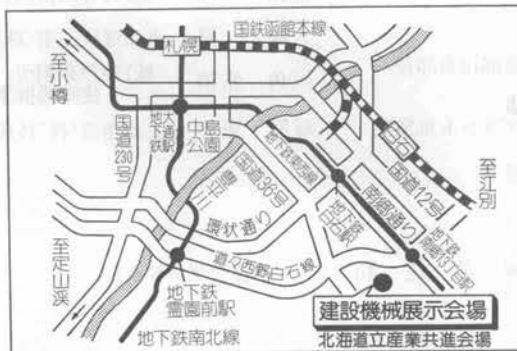 国鉄函館本線
札幌
至小樽
国道230号
地下鉄
大通駅
中島
公園
豊平川
国道36号
環状通り
地下鉄東西線
白石
至江別
国道12号
南郷通り
地下鉄
白石駅
地下鉄
南郷13丁目駅
道々西野白石線
至定山渓
地下鉄
霊園前駅
地下鉄南北線
建設機械展示会場
北海道立産業共進会場